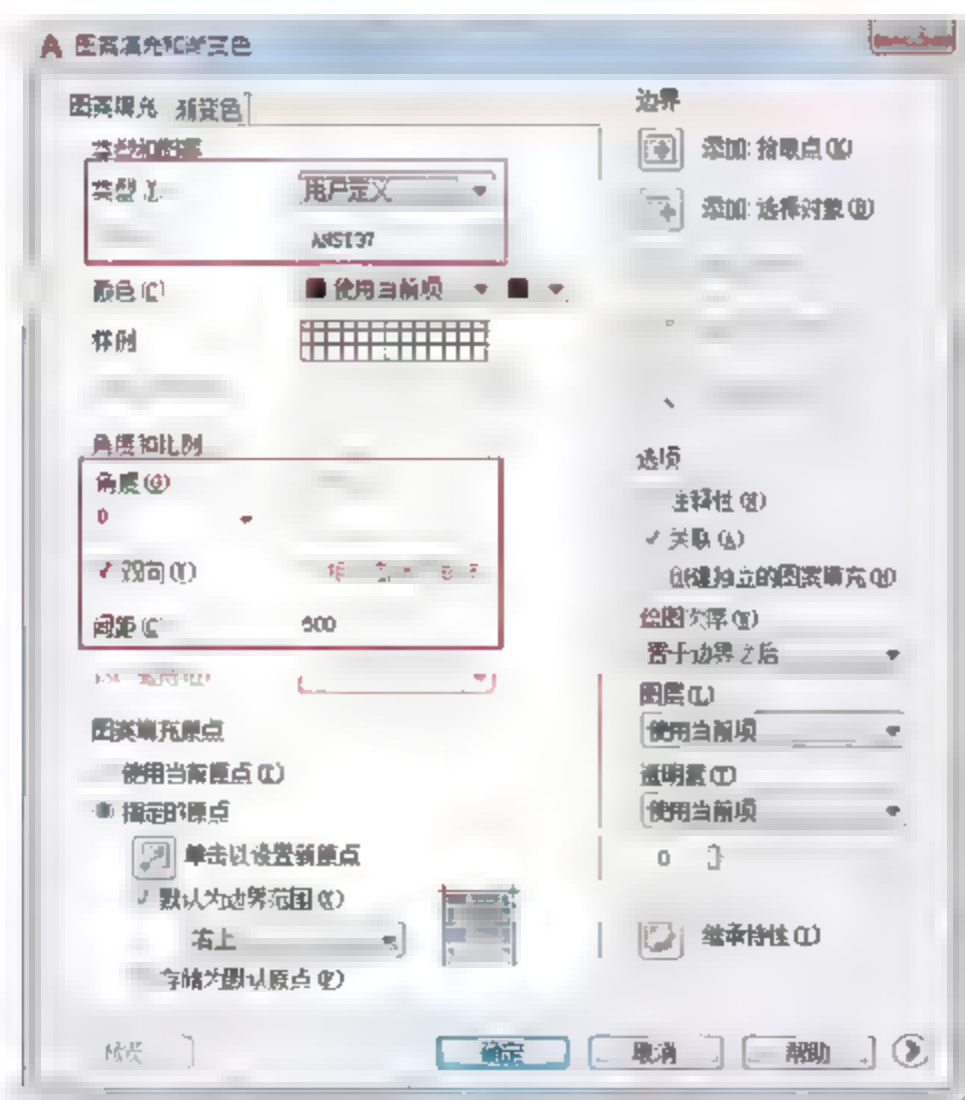 图案填充和渐变色
图案填充 渐变色
类型和图案
类型
用户定义
ANSI37
颜色(C)
使用当前项
样例
角度和比例
角度(G)
0
双向(U)
间距(C
600
图案填充原点
使用当前原点(T)
指定的原点
单击以设置新原点
默认为边界范围(X)
右上
存储为默认原点(F)
预览
边界
添加:拾取点(K)
添加:选择对象(B)
选项
注释性(N)
关联(A)
创建独立的图案填充(H)
绘图次序(W)
置于边界之后
图层(L)
使用当前项
透明度(T)
使用当前项
0
继承特性(I)
确定
取消
帮助